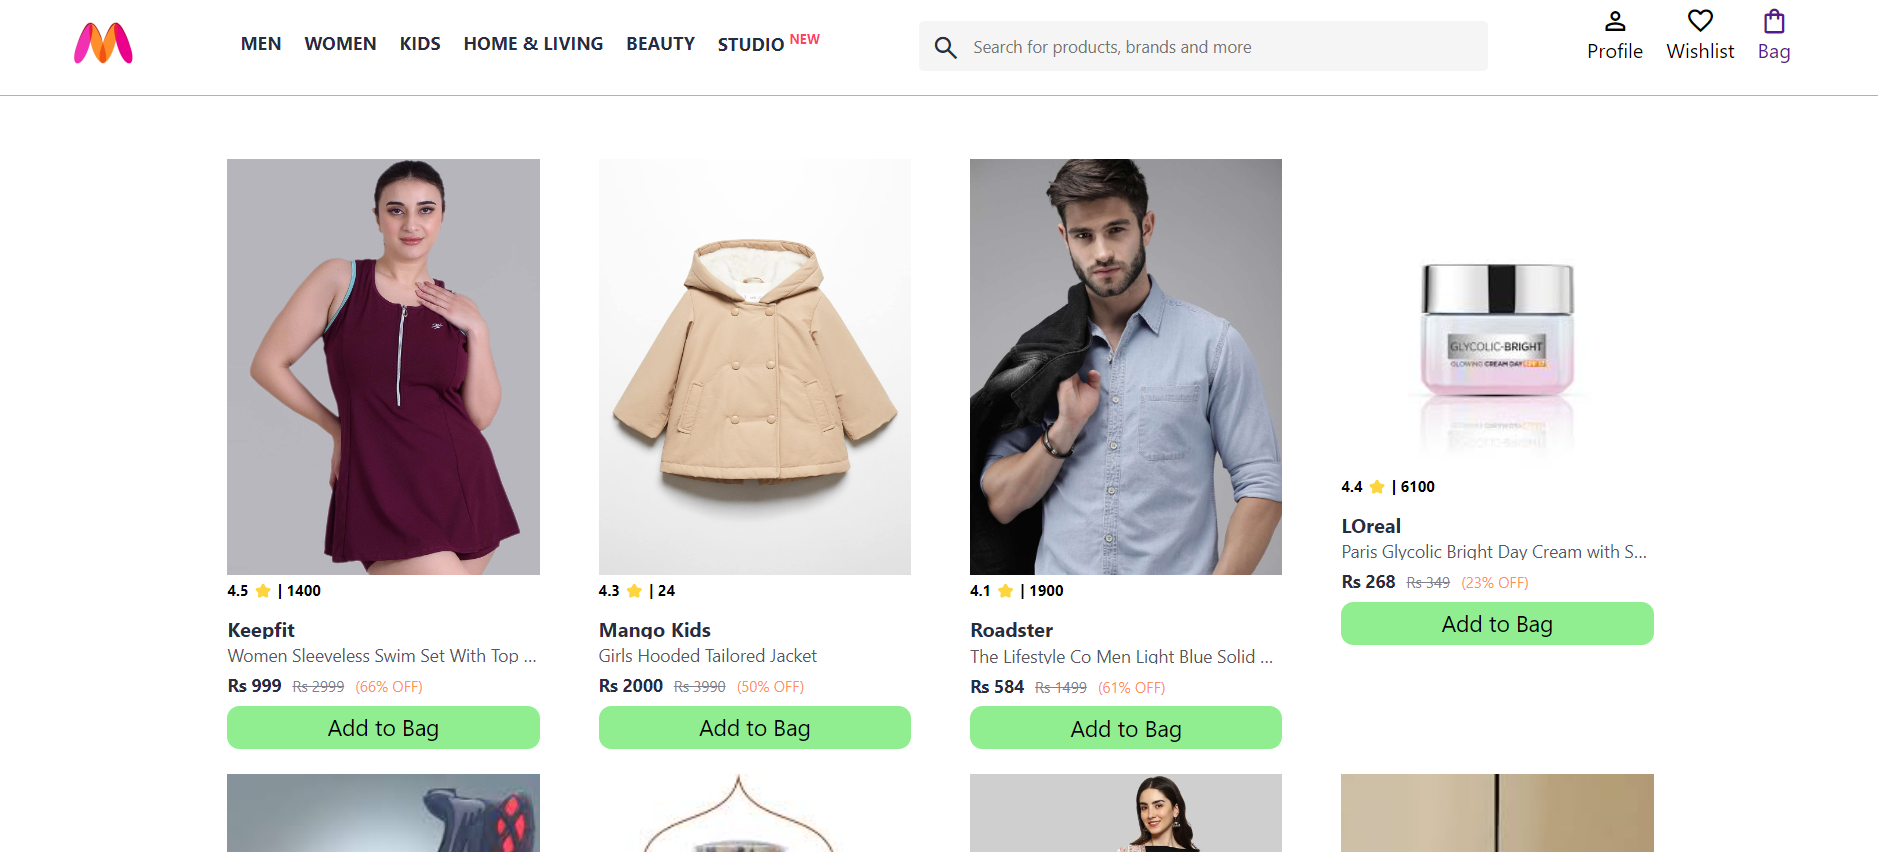 MEN WOMEN KIDS HOME & LIVING BEAUTY STUDIO NEW
Search for products, brands and more
Profile Wishlist Bag
GLYCOLIC-BRIGHT
GLOWING CREAM DAY SPF 17
4.5 | 1400
Keepfit
Women Sleeveless Swim Set With Top ...
Rs 999 Rs 2999 (66% OFF)
Add to Bag
4.3 | 24
Mango Kids
Girls Hooded Tailored Jacket
Rs 2000 Rs 3990 (50% OFF)
Add to Bag
4.1 | 1900
Roadster
The Lifestyle Co Men Light Blue Solid ...
Rs 584 Rs 1499 (61% OFF)
Add to Bag
4.4 | 6100
LOreal
Paris Glycolic Bright Day Cream with S...
Rs 268 Rs 349 (23% OFF)
Add to Bag